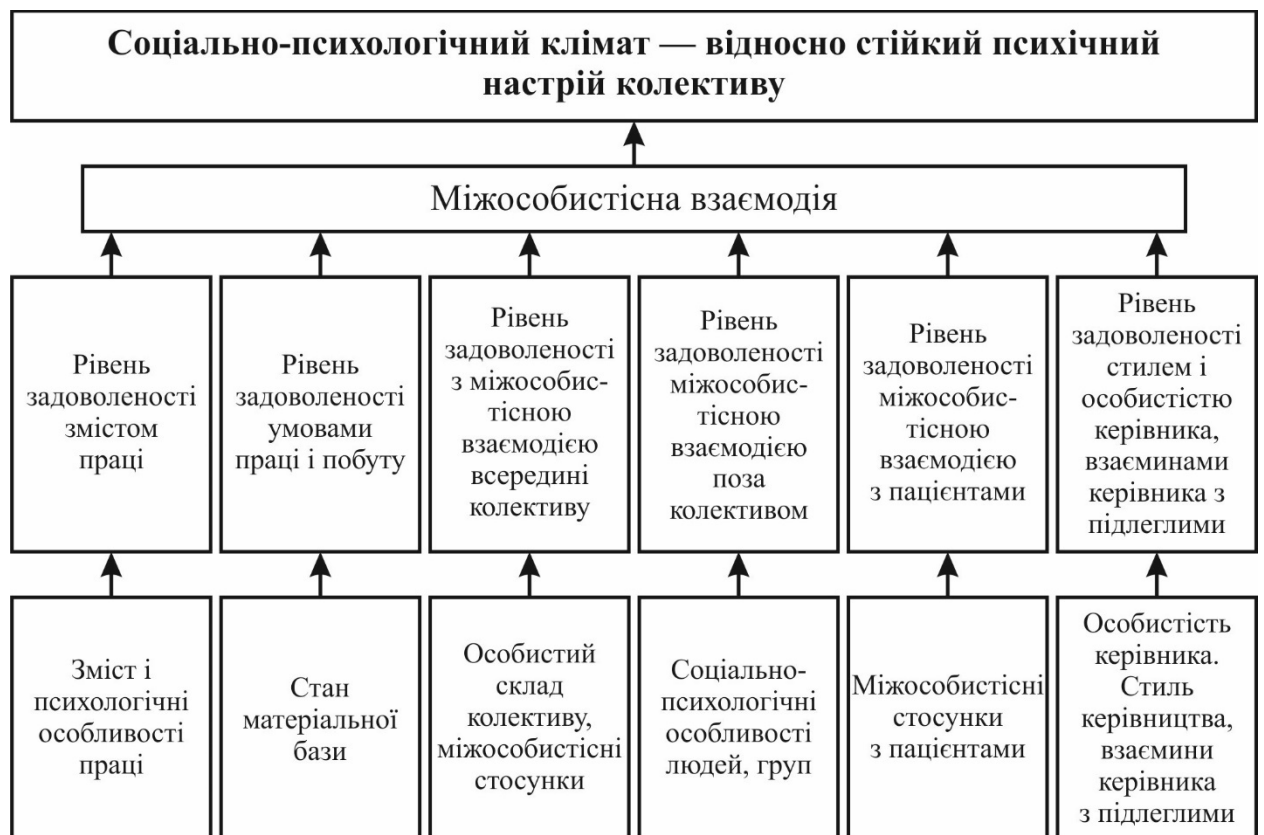 Соціально-психологічний клімат — відносно стійкий психічний
настрій колективу
Міжособистісна взаємодія
Рівень
задоволеності
змістом
праці
Рівень
задоволеності
умовами
праці і побуту
Рівень
задоволеності
з міжособис-
тісною
взаємодією
всередині
колективу
Рівень
задоволеності
міжособис-
тісною
взаємодією
поза
колективом
Рівень
задоволеності
міжособис-
тісною
взаємодією
з пацієнтами
Рівень
задоволеності
стилем і
особистістю
керівника,
взаєминами
керівника з
підлеглими
Зміст і
психологічні
особливості
праці
Стан
матеріальної
бази
Особистий
склад
колективу,
міжособистісні
стосунки
Соціально-
психологічні
особливості
людей, груп
Міжособистісні
стосунки
з пацієнтами
Особистість
керівника.
Стиль
керівництва,
взаємини
керівника
з підлеглими